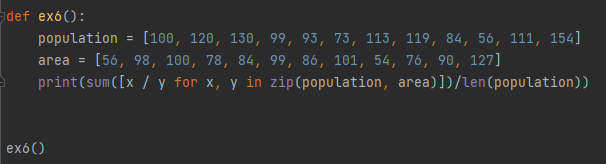 def ex6():
    population = [100, 120, 130, 99, 93, 73, 113, 119, 84, 56, 111, 154]
    area = [56, 98, 100, 78, 84, 99, 86, 101, 54, 76, 90, 127]
    print(sum([x / y for x, y in zip(population, area)])/len(population))
ex6()